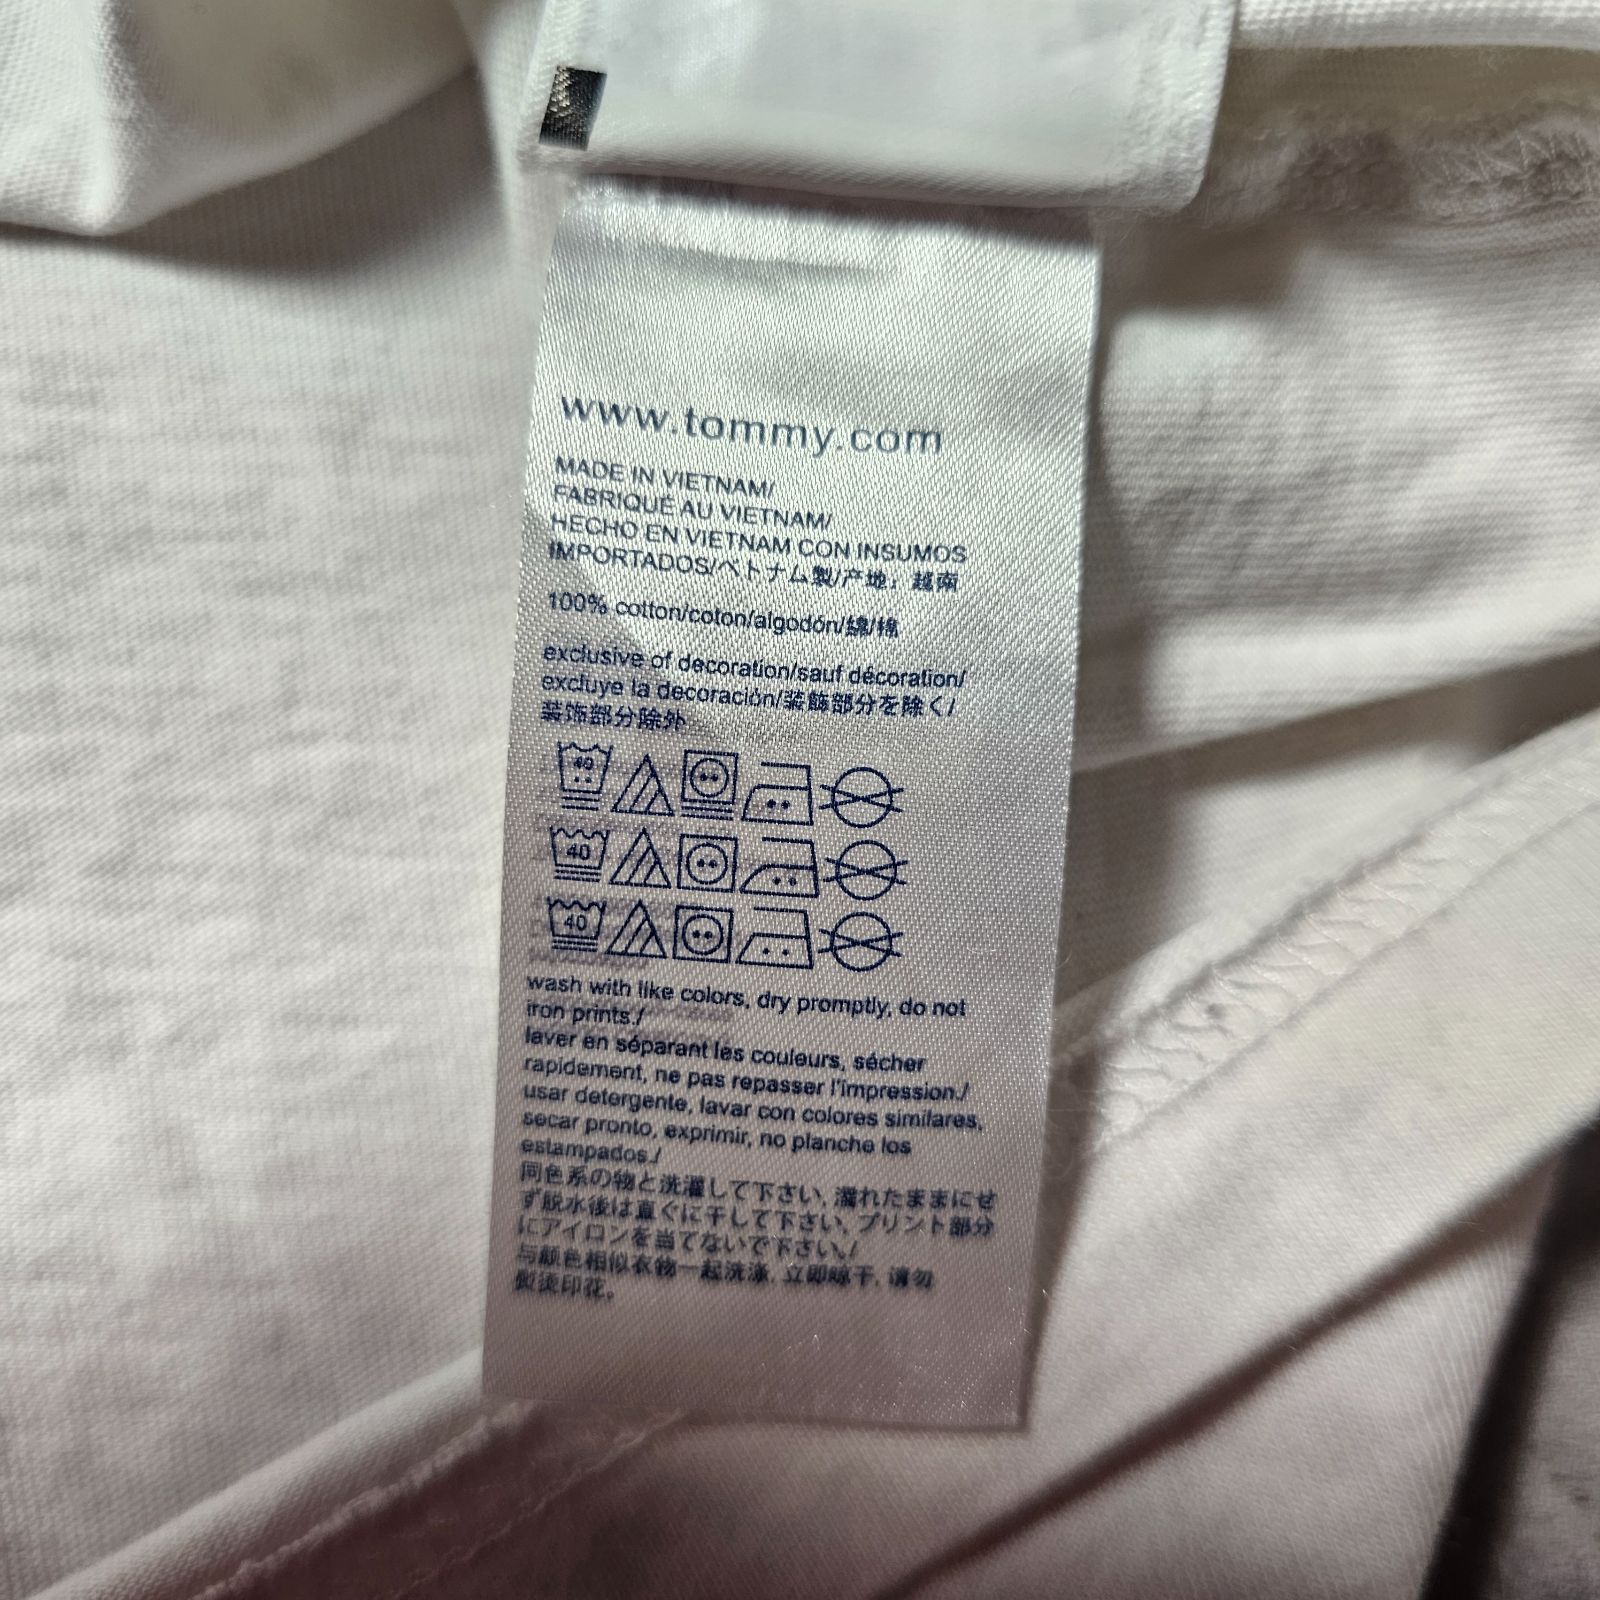 www.tommy.com
MADE IN VIETNAM/
FABRIQUÉ AU VIETNAM/
HECHO EN VIETNAM CON INSUMOS
IMPORTADOS/ベトナム製/产地：越南
100% cotton/coton/algodón/綿/棉
exclusive of decoration/sauf décoration/
excluye la decoración/装飾部分を除く/
装饰部分除外
40
40
40
wash with like colors, dry promptly, do not
iron prints./
laver en séparant les couleurs, sécher
rapidement, ne pas repasser l'impression./
usar detergente, lavar con colores similares,
secar pronto, exprimir, no planche los
estampados./
同色系の物と洗濯して下さい, 濡れたままにせ
ず脱水後は直ぐに干して下さい, プリント部分
にアイロンを当てないで下さい/
与颜色相似衣物一起洗涤, 立即晾干, 请勿
熨烫印花。